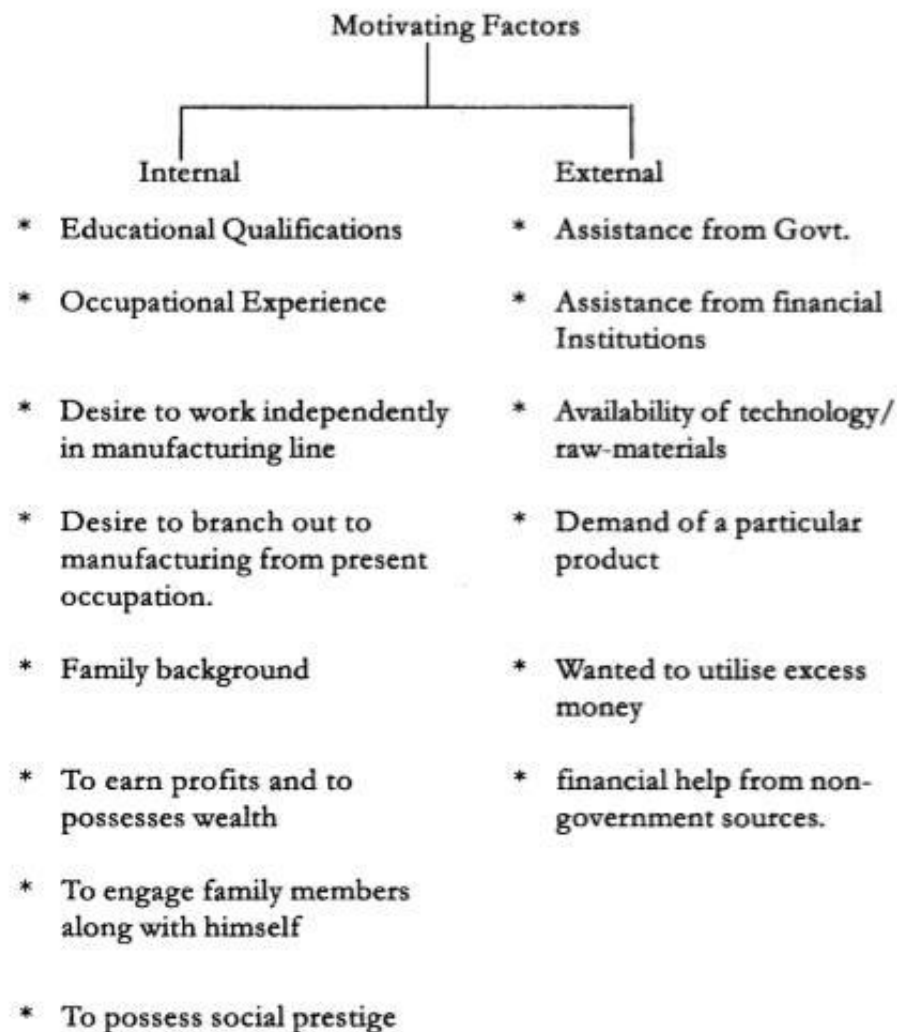 Motivating Factors
Internal
* Educational Qualifications
* Occupational Experience
* Desire to work independently
in manufacturing line
* Desire to branch out to
manufacturing from present
occupation.
* Family background
* To earn profits and to
possesses wealth
* To engage family members
along with himself
* To possess social prestige
External
* Assistance from Govt.
* Assistance from financial
Institutions
* Availability of technology/
raw-materials
* Demand of a particular
product
* Wanted to utilise excess
money
* financial help from non-
government sources.